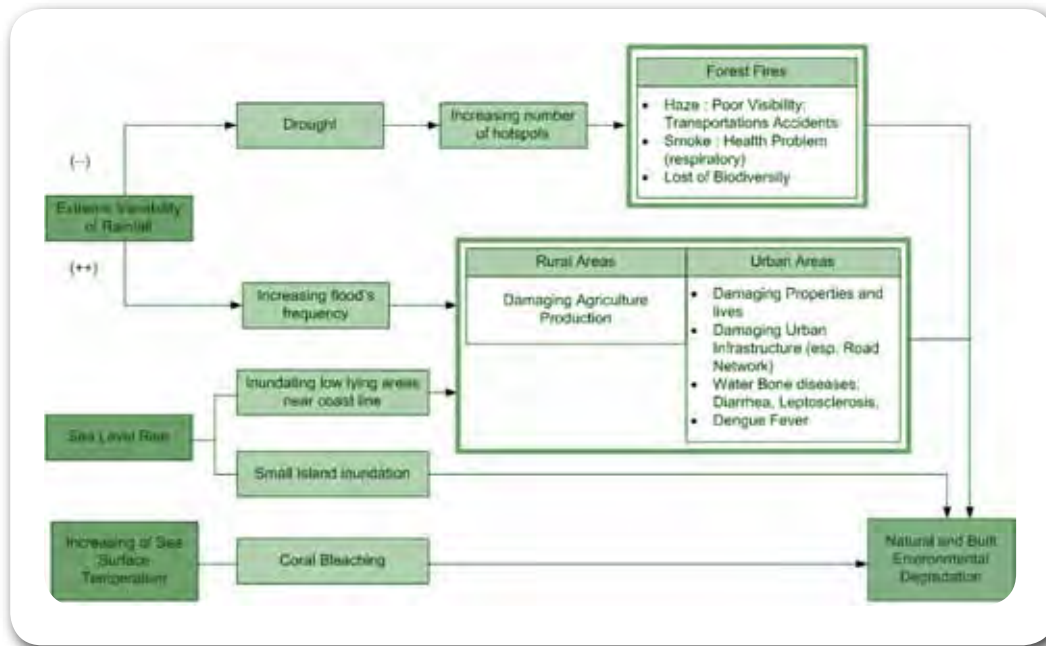 Forest Fires
• Haze : Poor Visibility:
Transportations Accidents
• Smoke : Health Problem
(respiratory)
• Lost of Biodiversity
Drought
Increasing number
of hotspots
(--)
Extreme Variability
of Rainfall
(++)
Increasing flood's
frequency
Rural Areas
Damaging Agriculture
Production
Urban Areas
• Damaging Properties and
lives
• Damaging Urban
Infrastructure (esp. Road
Network)
• Water Bone diseases:
Diarrhea, Leptosclerosis,
• Dengue Fever
Inundating low lying areas
near coast line
Sea Level Rise
Small Island inundation
Increasing of Sea
Surface
Temperature
Coral Bleaching
Natural and Built
Environmental
Degradation